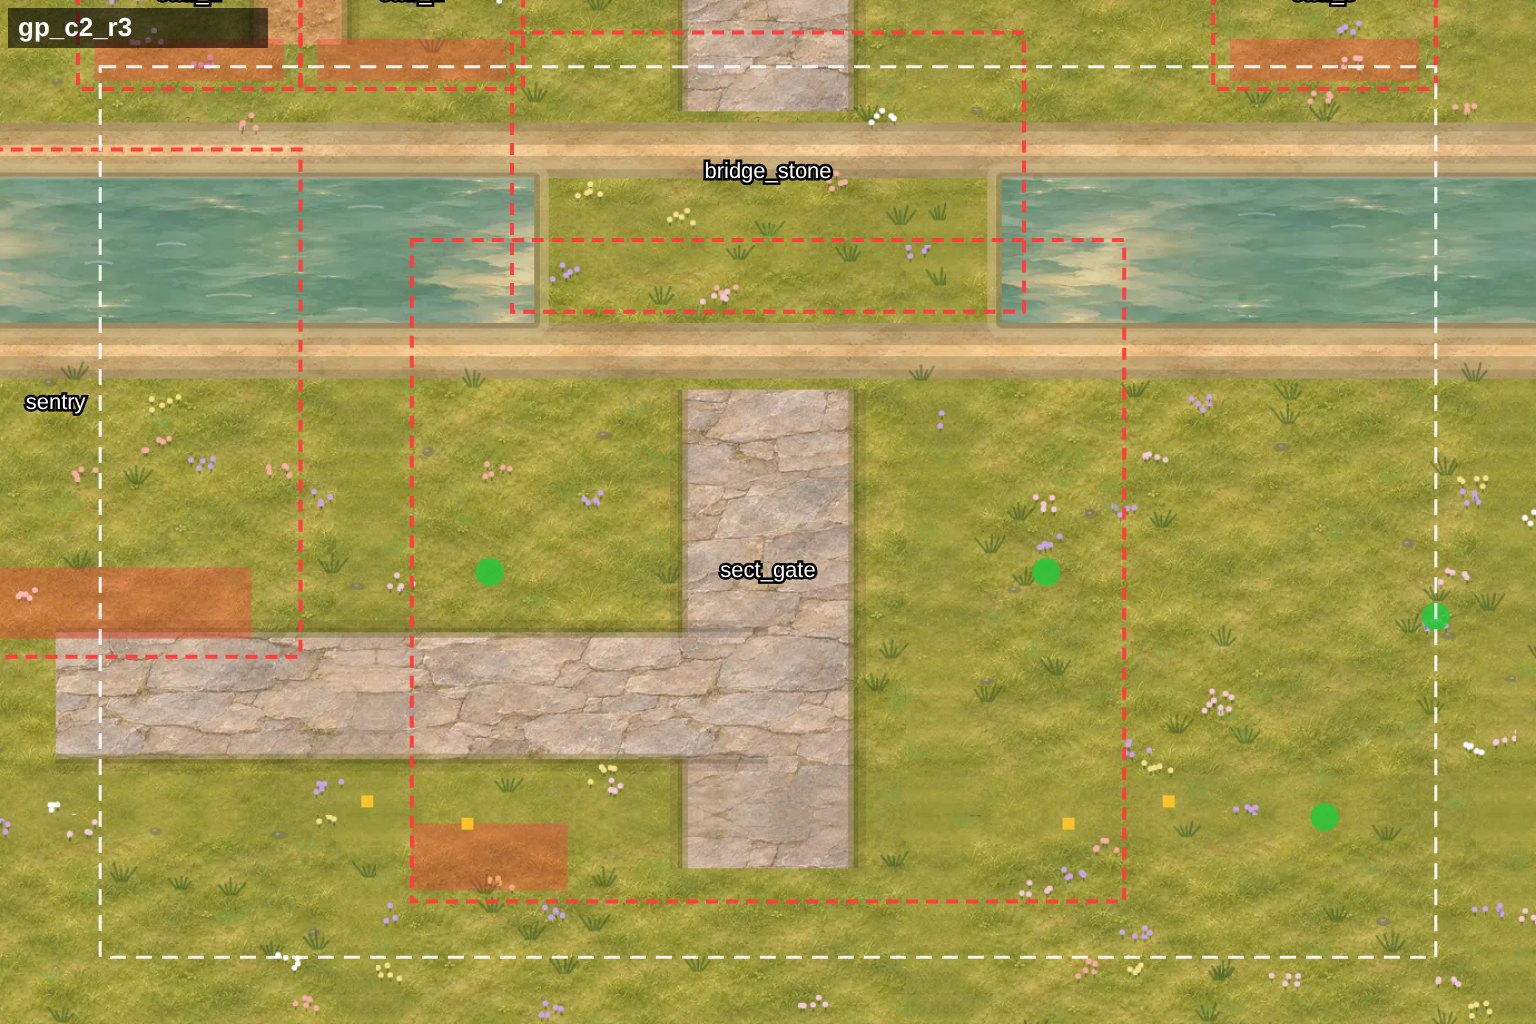 gp_c2_r3
bridge_stone
sentry
sect_gate